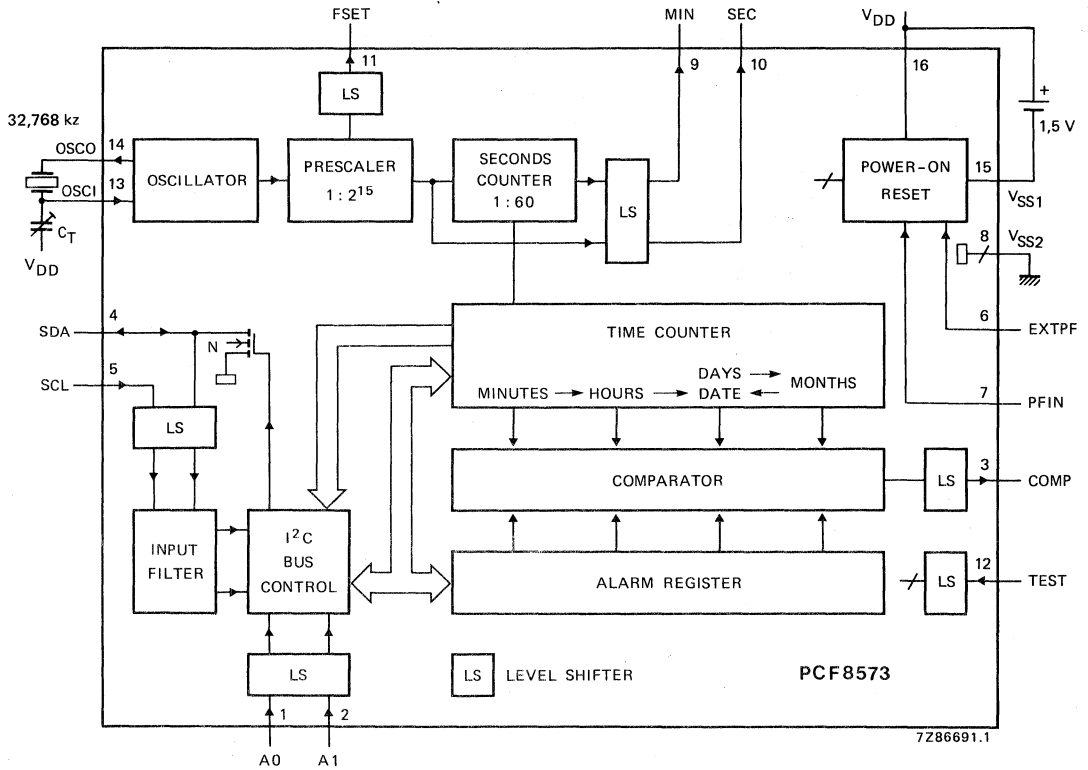 FSET
MIN
SEC
VDD
11
9
10
16
LS
+
1,5 V
32,768 kz
OSCO
14
OSCI
13
CT
VDD
OSCILLATOR
PRESCALER
1 : 2¹⁵
SECONDS
COUNTER
1 : 60
LS
POWER-ON
RESET
15
VSS1
8
VSS2
6
EXTPF
7
PFIN
SDA
4
N
SCL
5
LS
TIME COUNTER
MINUTES
HOURS
DAYS
DATE
MONTHS
COMPARATOR
LS
3
COMP
INPUT
FILTER
I²C
BUS
CONTROL
ALARM REGISTER
LS
12
TEST
LS
LS
LEVEL SHIFTER
PCF8573
1
2
A0
A1
7Z86691.1